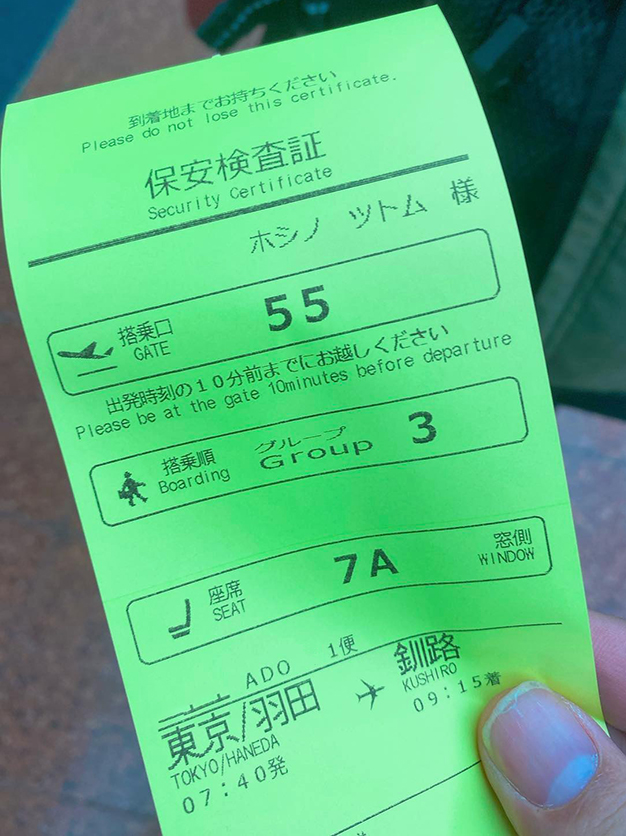 到着地までお持ちください
Please do not lose this certificate.
保安検査証
Security Certificate
ホシノ ツトム 様
搭乗口
GATE
55
出発時刻の10分前までにお越しください
Please be at the gate 10minutes before departure
搭乗順
Boarding
グループ
Group
3
座席
SEAT
7A
窓側
WINDOW
ADO 1便
東京/羽田
TOKYO/HANEDA
07:40発
釧路
KUSHIRO
09:15着